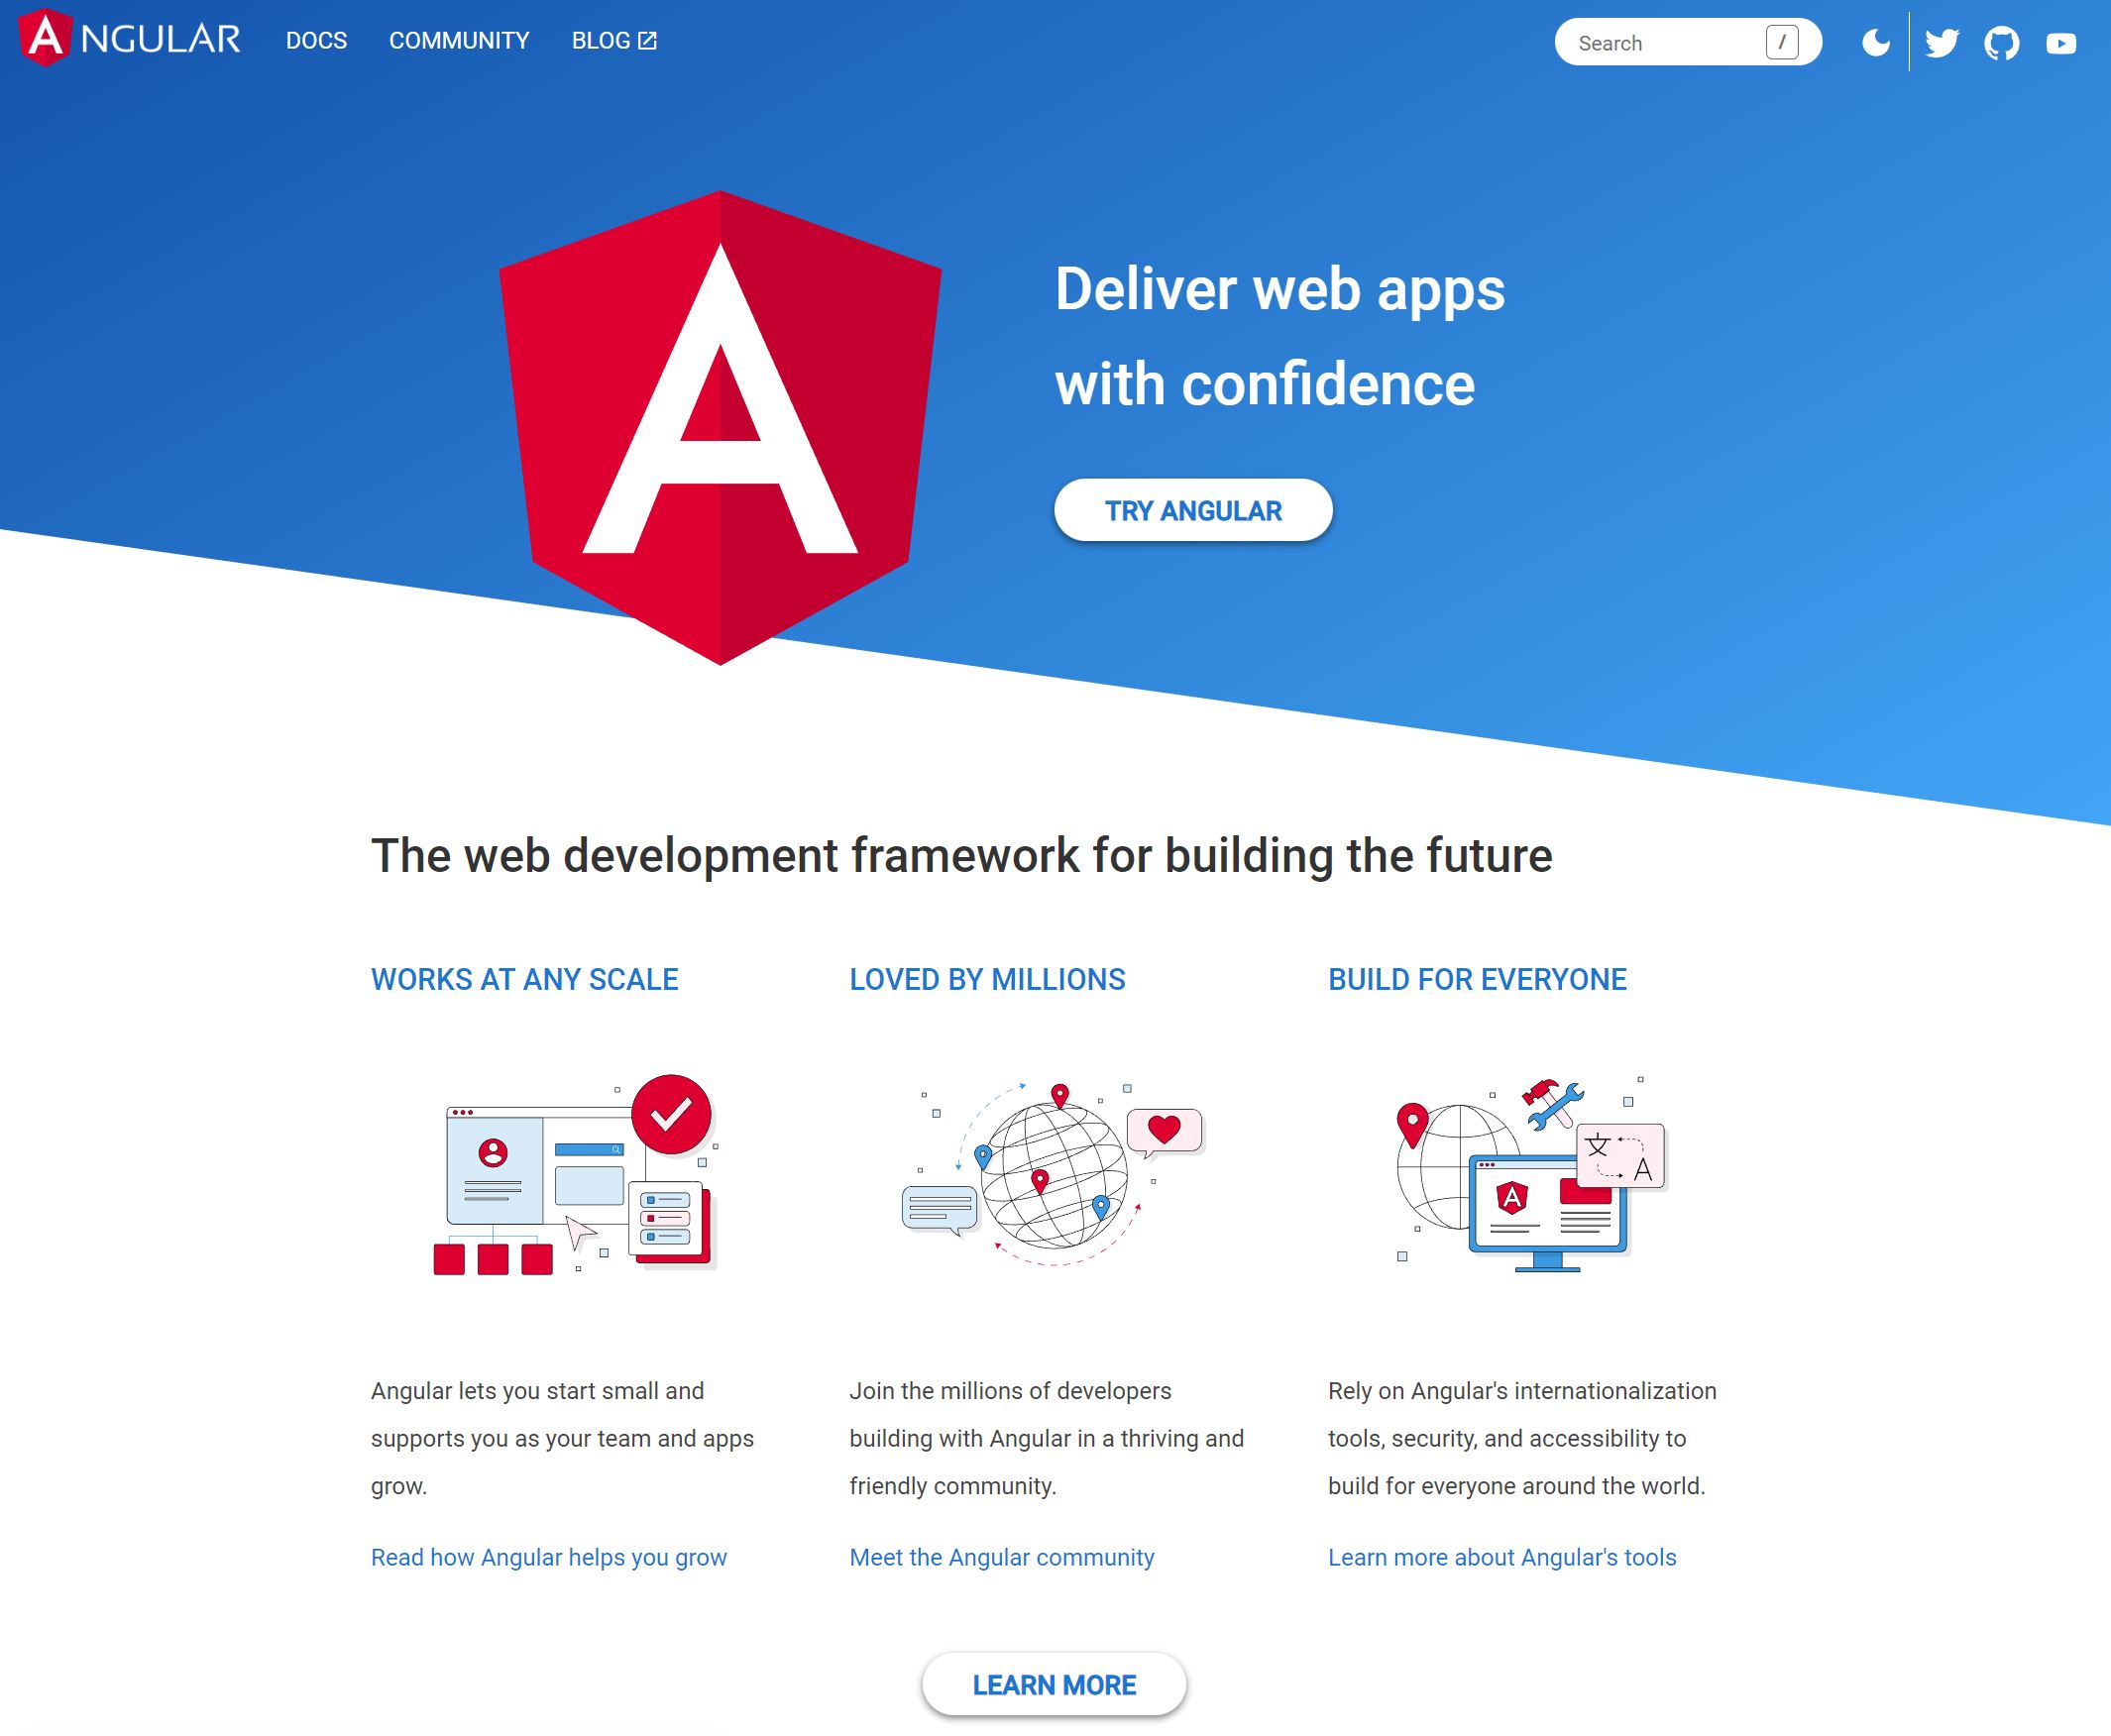 ANGULAR DOCS COMMUNITY BLOG Search /
A
Deliver web apps
with confidence
TRY ANGULAR
The web development framework for building the future
WORKS AT ANY SCALE
LOVED BY MILLIONS
BUILD FOR EVERYONE
文
A
A
Angular lets you start small and
supports you as your team and apps
grow.
Read how Angular helps you grow
Join the millions of developers
building with Angular in a thriving and
friendly community.
Meet the Angular community
Rely on Angular's internationalization
tools, security, and accessibility to
build for everyone around the world.
Learn more about Angular's tools
LEARN MORE